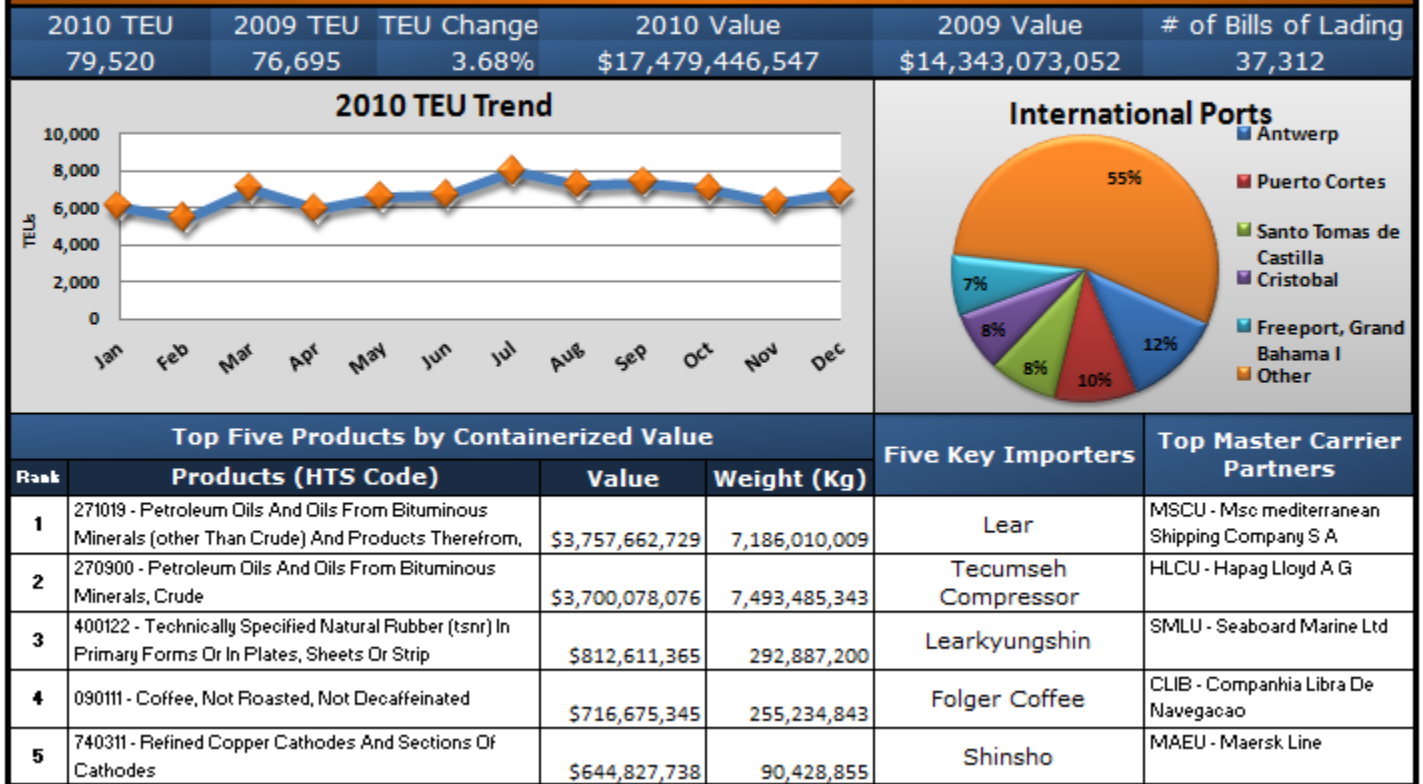 2010 TEU 2009 TEU TEU Change 2010 Value 2009 Value # of Bills of Lading
79,520 76,695 3.68% $17,479,446,547 $14,343,073,052 37,312
2010 TEU Trend
10,000
8,000
6,000
4,000
2,000
0
TEUs
Jan Feb Mar Apr May Jun Jul Aug Sep Oct Nov Dec
International Ports
55%
7%
8%
8%
10%
12%
Antwerp
Puerto Cortes
Santo Tomas de
Castilla
Cristobal
Freeport, Grand
Bahama I
Other
Top Five Products by Containerized Value
Rank Products (HTS Code) Value Weight (Kg)
1 271019 - Petroleum Oils And Oils From Bituminous
Minerals (other Than Crude) And Products Therefrom, $3,757,662,729 7,186,010,009
2 270900 - Petroleum Oils And Oils From Bituminous
Minerals, Crude $3,700,078,076 7,493,485,343
3 400122 - Technically Specified Natural Rubber (tsnr) In
Primary Forms Or In Plates, Sheets Or Strip $812,611,365 292,887,200
4 090111 - Coffee, Not Roasted, Not Decaffeinated $716,675,345 255,234,843
5 740311 - Refined Copper Cathodes And Sections Of
Cathodes $644,827,738 90,428,855
Five Key Importers
Lear
Tecumseh
Compressor
Learkyungshin
Folger Coffee
Shinsho
Top Master Carrier
Partners
MSCU - Msc mediterranean
Shipping Company S A
HLCU - Hapag Lloyd A G
SMLU - Seaboard Marine Ltd
CLIB - Companhia Libra De
Navegacao
MAEU - Maersk Line